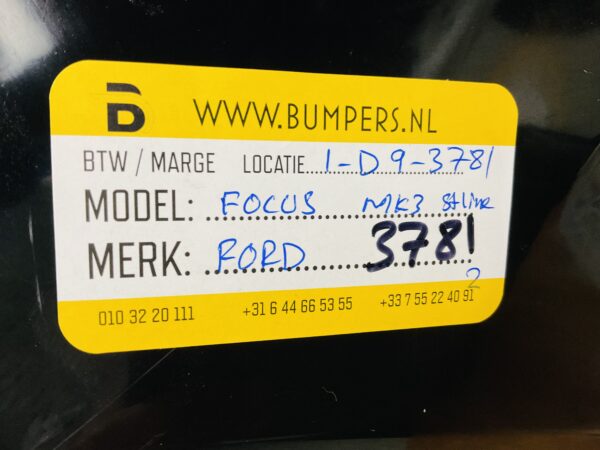 B WWW.BUMPERS.NL
BTW / MARGE LOCATIE 1-D9-3781
MODEL: FOCUS MK3 Stline
MERK: FORD 3781
2
010 32 20 111 +31 6 44 66 53 55 +33 7 55 22 40 91